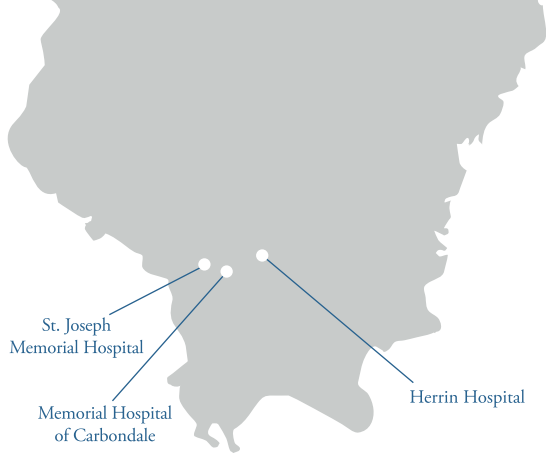 St. Joseph
Memorial Hospital
Memorial Hospital
of Carbondale
Herrin Hospital